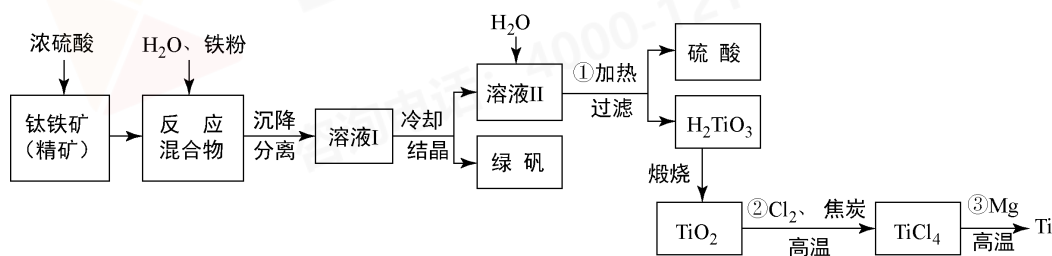 浓硫酸
H₂O、铁粉
钛铁矿
（精矿）
反 应
混合物
沉降
分离
溶液I
冷却
结晶
H₂O
溶液II
绿 矾
①加热
过滤
硫 酸
H₂TiO₃
煅烧
TiO₂
②Cl₂、 焦炭
高温
TiCl₄
③Mg
高温
Ti